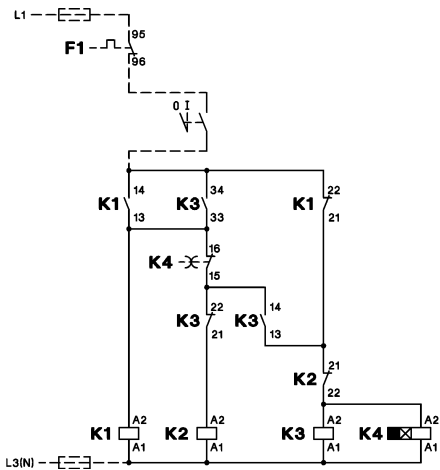 L1
95
F1
96
0 I
14 34 22
K1 K3 K1
13 33 21
16
K4
15
22 14
K3 K3
21 13
21
K2
22
A2 A2 A2 A2
K1 K2 K3 K4
A1 A1 A1 A1
L3(N)